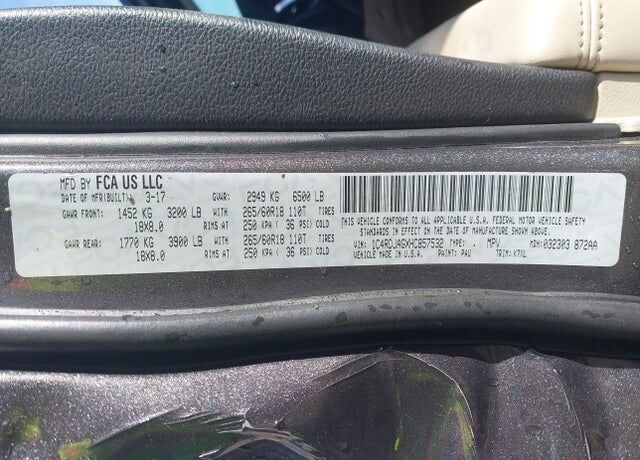 MFD BY FCA US LLC
DATE OF MFR(BUILT): 3-17 GVWR: 2949 KG 6500 LB
GAWR FRONT: 1452 KG 3200 LB WITH 265/60R18 110T TIRES
18X8.0 RIMS AT 250 KPA ( 36 PSI) COLD
GAWR REAR: 1770 KG 3900 LB WITH 265/60R18 110T TIRES
18X8.0 RIMS AT 250 KPA ( 36 PSI) COLD
THIS VEHICLE CONFORMS TO ALL APPLICABLE U.S.A. FEDERAL MOTOR VEHICLE SAFETY
STANDARDS IN EFFECT ON THE DATE OF MANUFACTURE SHOWN ABOVE.
VIN: 1C4RDJAGXHC857532 TYPE: MPV MDH: 032303 872AA
VEHICLE MADE IN U.S.A. PAINT: PAU TRIM: K7XL